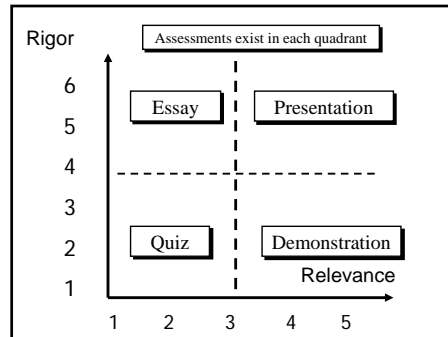 Rigor
Assessments exist in each quadrant
6
Essay
Presentation
5
4
3
Quiz
Demonstration
2
Relevance
1
1 2 3 4 5